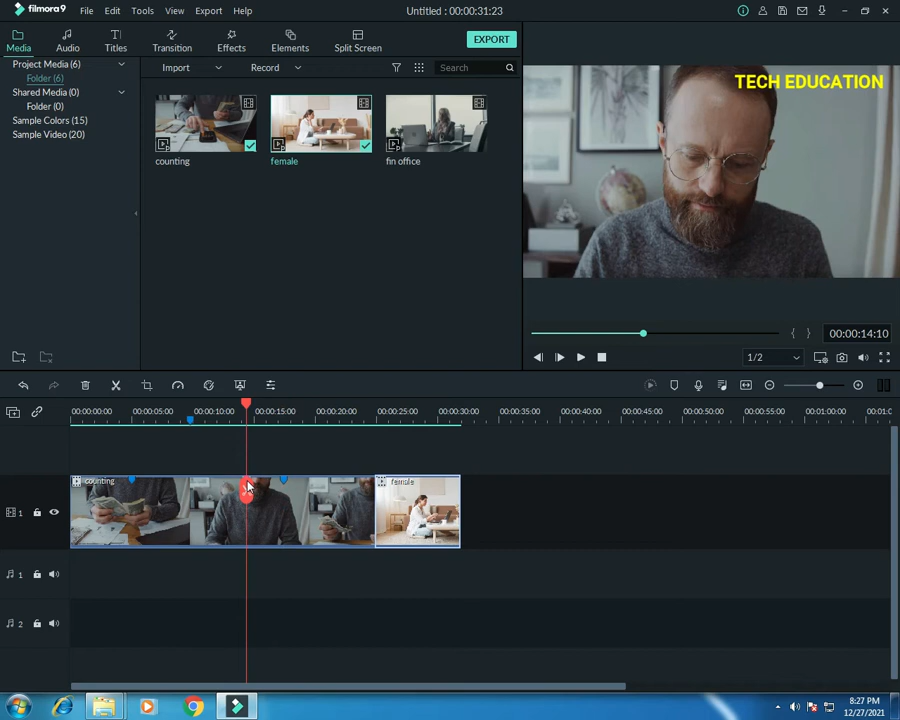 filmora 9 File Edit Tools View Export Help Untitled : 00:00:31:23
Media Audio Titles Transition Effects Elements Split Screen EXPORT
Project Media (6)
Folder (6)
Shared Media (0)
Folder (0)
Sample Colors (15)
Sample Video (20)
Import Record Search
counting female fin office
TECH EDUCATION
{ } 00:00:14:10
1/2
00:00:00:00 00:00:05:00 00:00:10:00 00:00:15:00 00:00:20:00 00:00:25:00 00:00:30:00 00:00:35:00 00:00:40:00 00:00:45:00 00:00:50:00 00:00:55:00 00:01:00:00
counting female
1
1
2
8:27 PM
12/27/2021